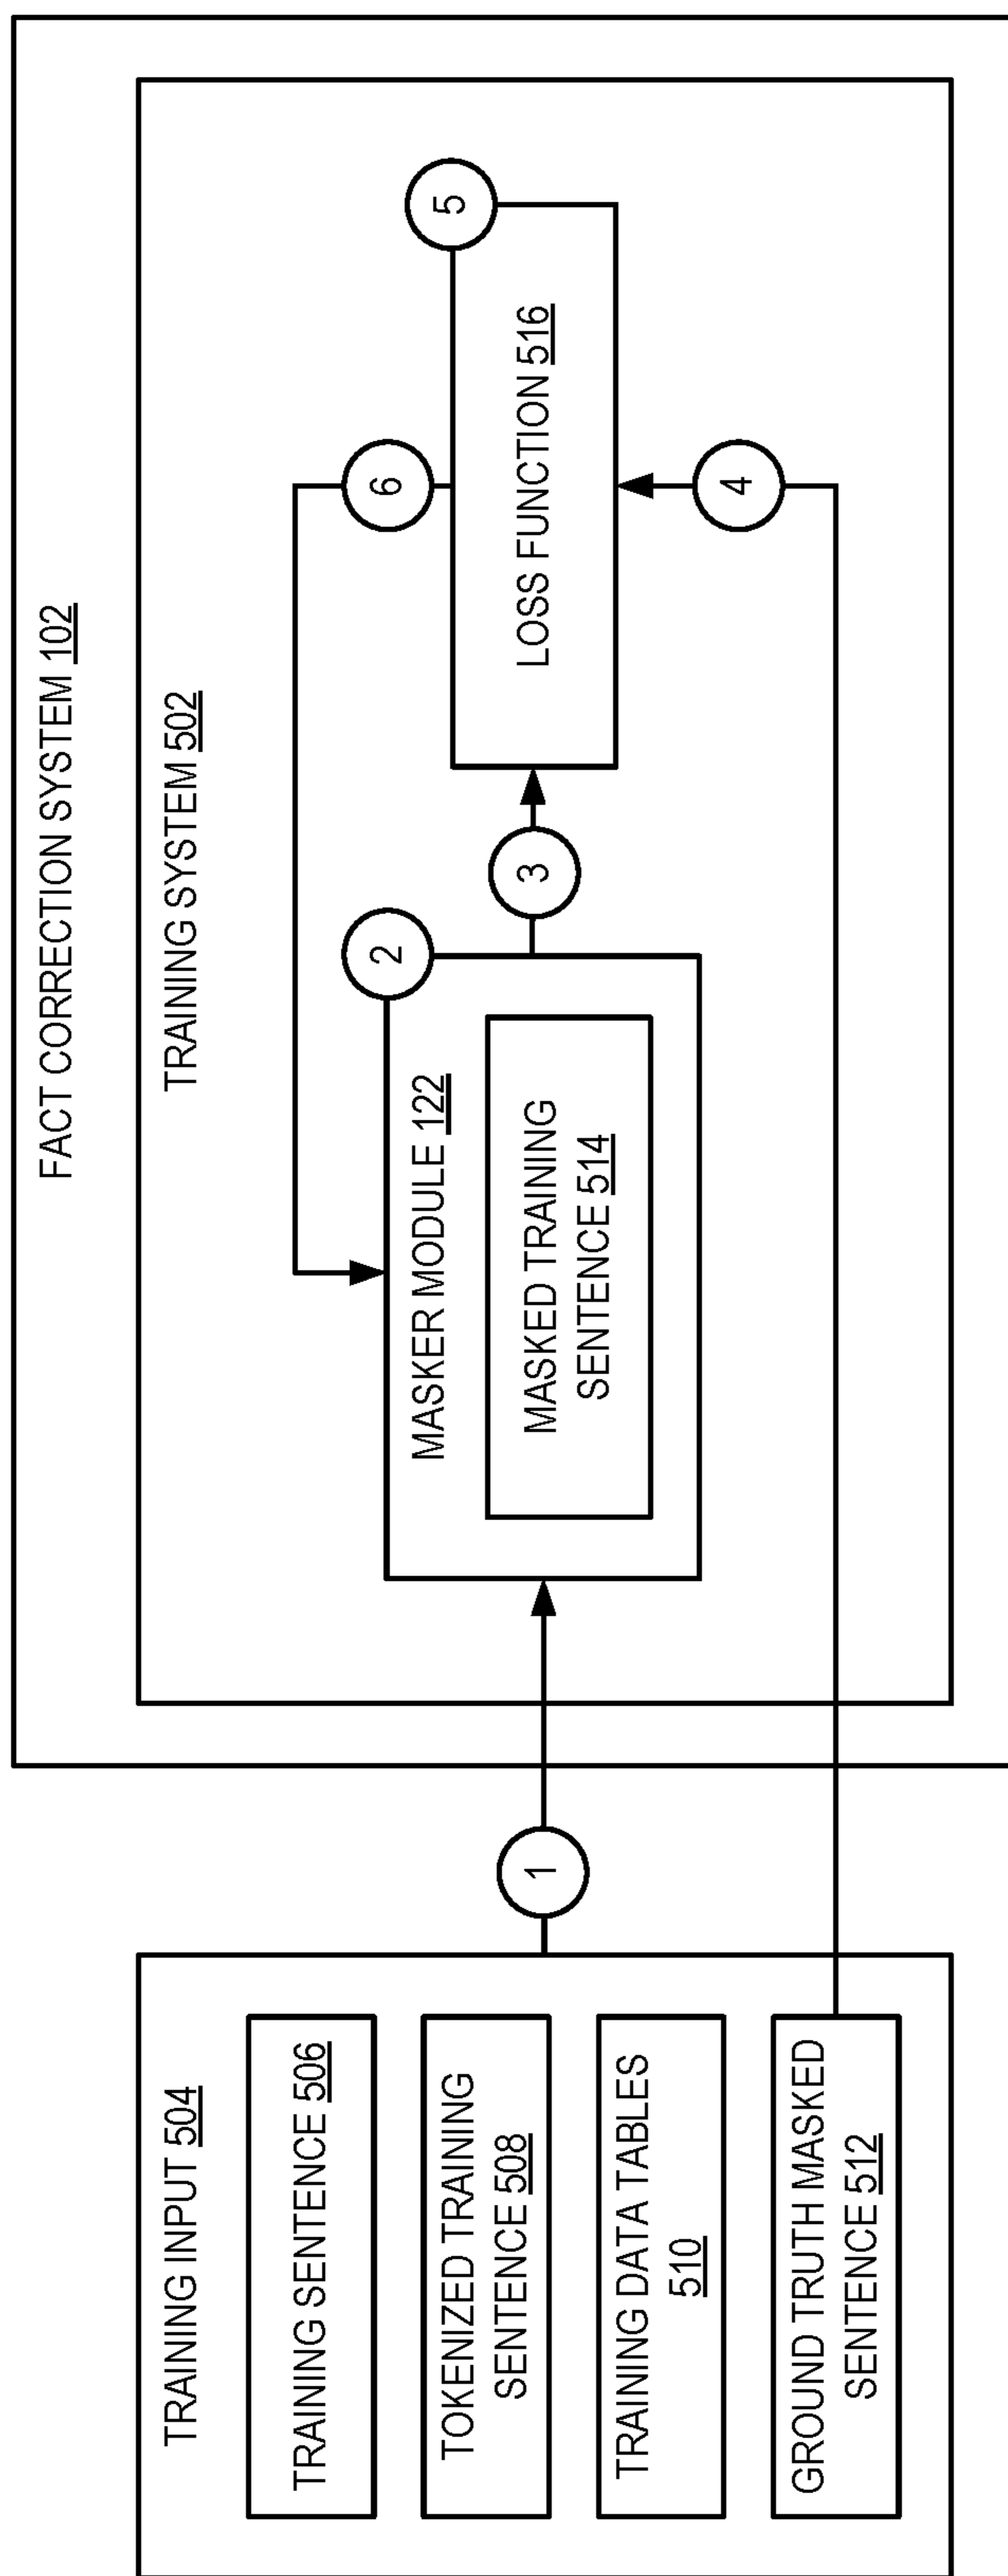 FACT CORRECTION SYSTEM 102
TRAINING SYSTEM 502
TRAINING INPUT 504
TRAINING SENTENCE 506
TOKENIZED TRAINING
SENTENCE 508
TRAINING DATA TABLES
510
GROUND TRUTH MASKED
SENTENCE 512
1
MASKER MODULE 122
MASKED TRAINING
SENTENCE 514
2
3
LOSS FUNCTION 516
4
5
6